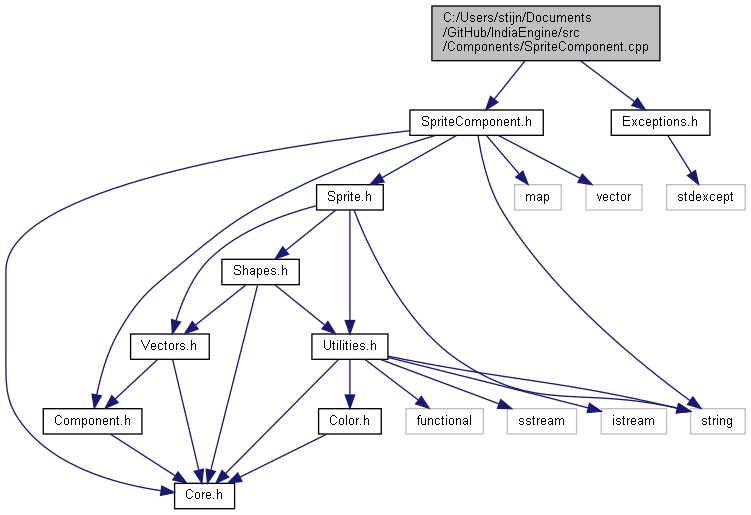 C:/Users/stijn/Documents
/GitHub/IndiaEngine/src
/Components/SpriteComponent.cpp
SpriteComponent.h
Exceptions.h
Sprite.h
map
vector
stdexcept
Shapes.h
Vectors.h
Utilities.h
Component.h
Color.h
functional
sstream
istream
string
Core.h